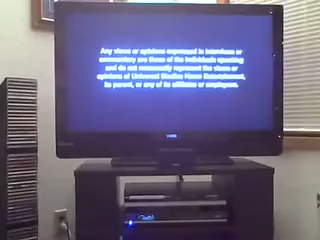 Any views or opinions expressed in interviews or
commentary are those of the individuals speaking
and do not necessarily represent the views or
opinions of Universal Studios Home Entertainment,
its parent, or any of its affiliates or employees.